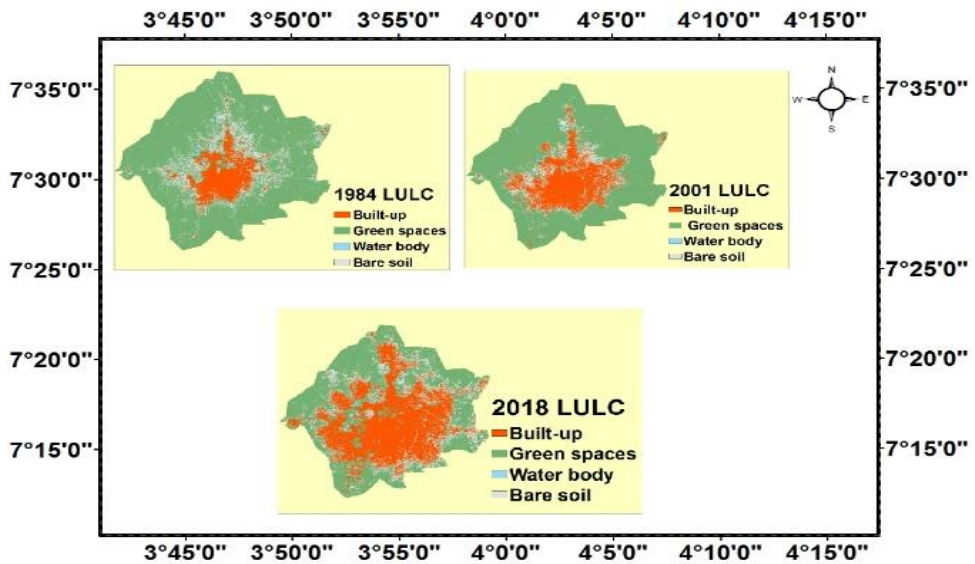 3°45'0" 3°50'0" 3°55'0" 4°0'0" 4°5'0" 4°10'0" 4°15'0"
7°35'0" 7°35'0"
N
W E
S
7°30'0" 7°30'0"
1984 LULC
Built-up
Green spaces
Water body
Bare soil
2001 LULC
Built-up
Green spaces
Water body
Bare soil
7°25'0" 7°25'0"
7°20'0" 7°20'0"
2018 LULC
Built-up
Green spaces
Water body
Bare soil
7°15'0" 7°15'0"
3°45'0" 3°50'0" 3°55'0" 4°0'0" 4°5'0" 4°10'0" 4°15'0"